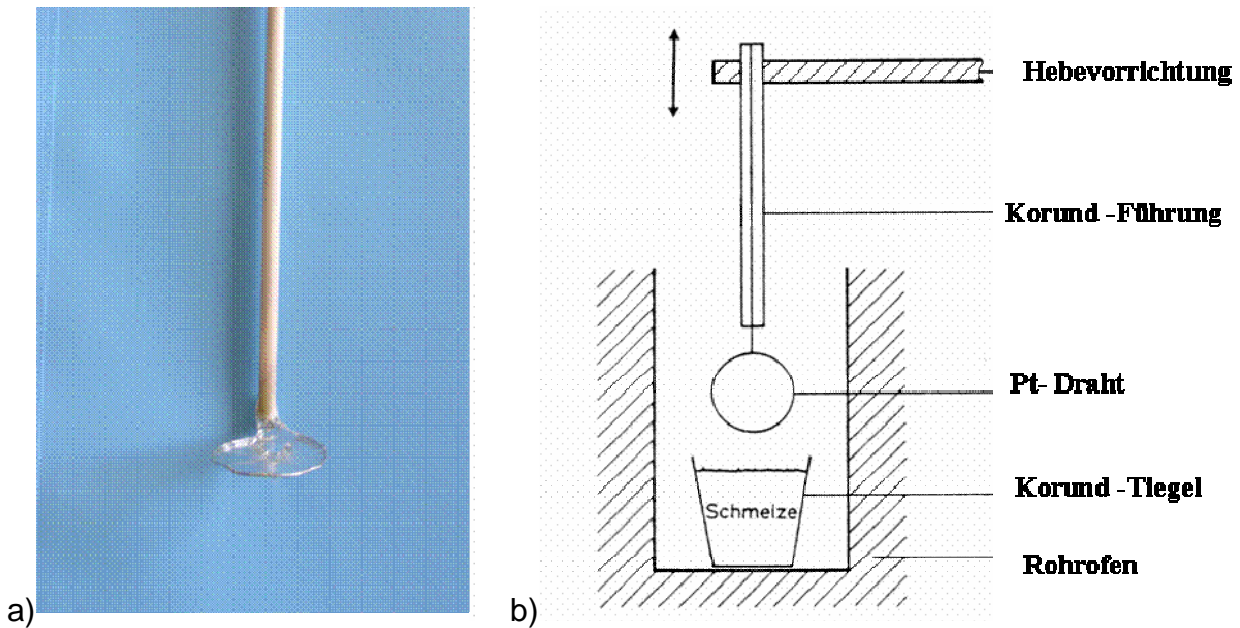 Hebevorrichtung
Korund -Führung
Pt- Draht
Korund -Tiegel
Schmelze
Rohrofen
a)
b)